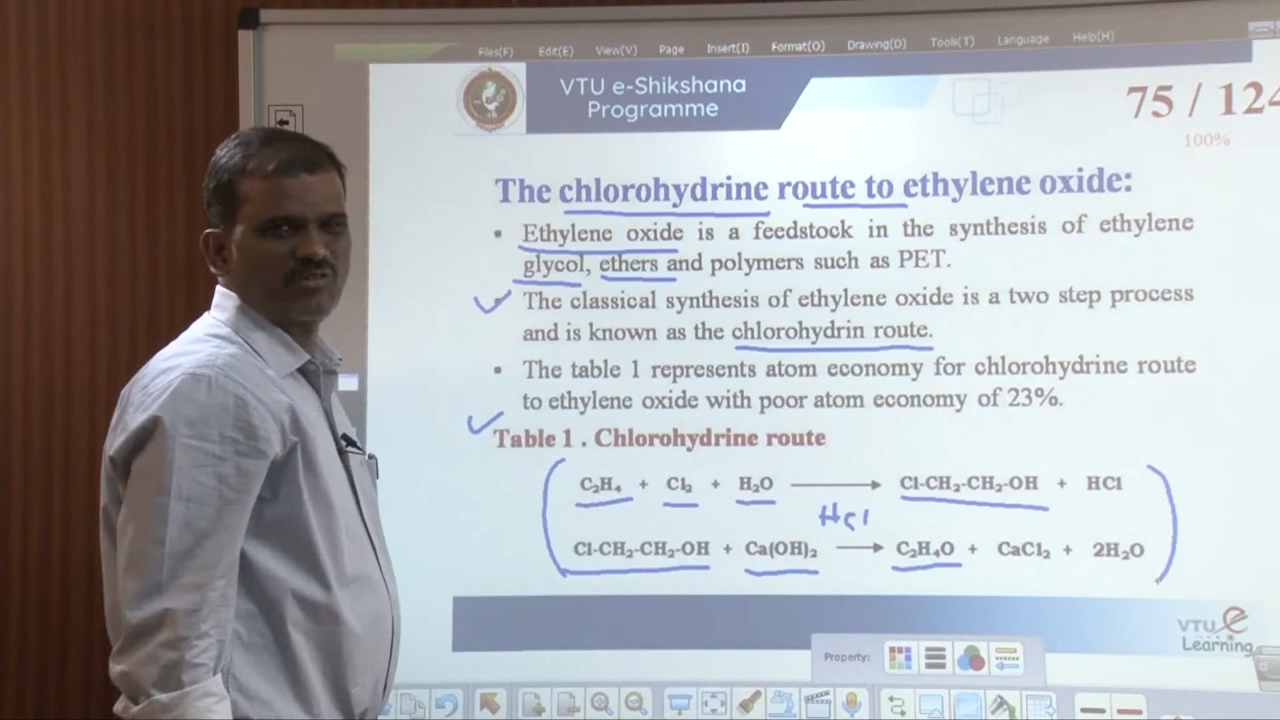 Files(F) Edit(E) View(V) Page Insert(I) Format(O) Drawing(D) Tools(T) Language Help(H)
VTU e-Shikshana
Programme
75 / 124
100%
The chlorohydrine route to ethylene oxide:
• Ethylene oxide is a feedstock in the synthesis of ethylene
glycol, ethers and polymers such as PET.
The classical synthesis of ethylene oxide is a two step process
and is known as the chlorohydrin route.
• The table 1 represents atom economy for chlorohydrine route
to ethylene oxide with poor atom economy of 23%.
Table 1 . Chlorohydrine route
C₂H₄ + Cl₂ + H₂O ⟶ Cl-CH₂-CH₂-OH + HCl
HCl
Cl-CH₂-CH₂-OH + Ca(OH)₂ ⟶ C₂H₄O + CaCl₂ + 2H₂O
VTU e
Learning
Property: